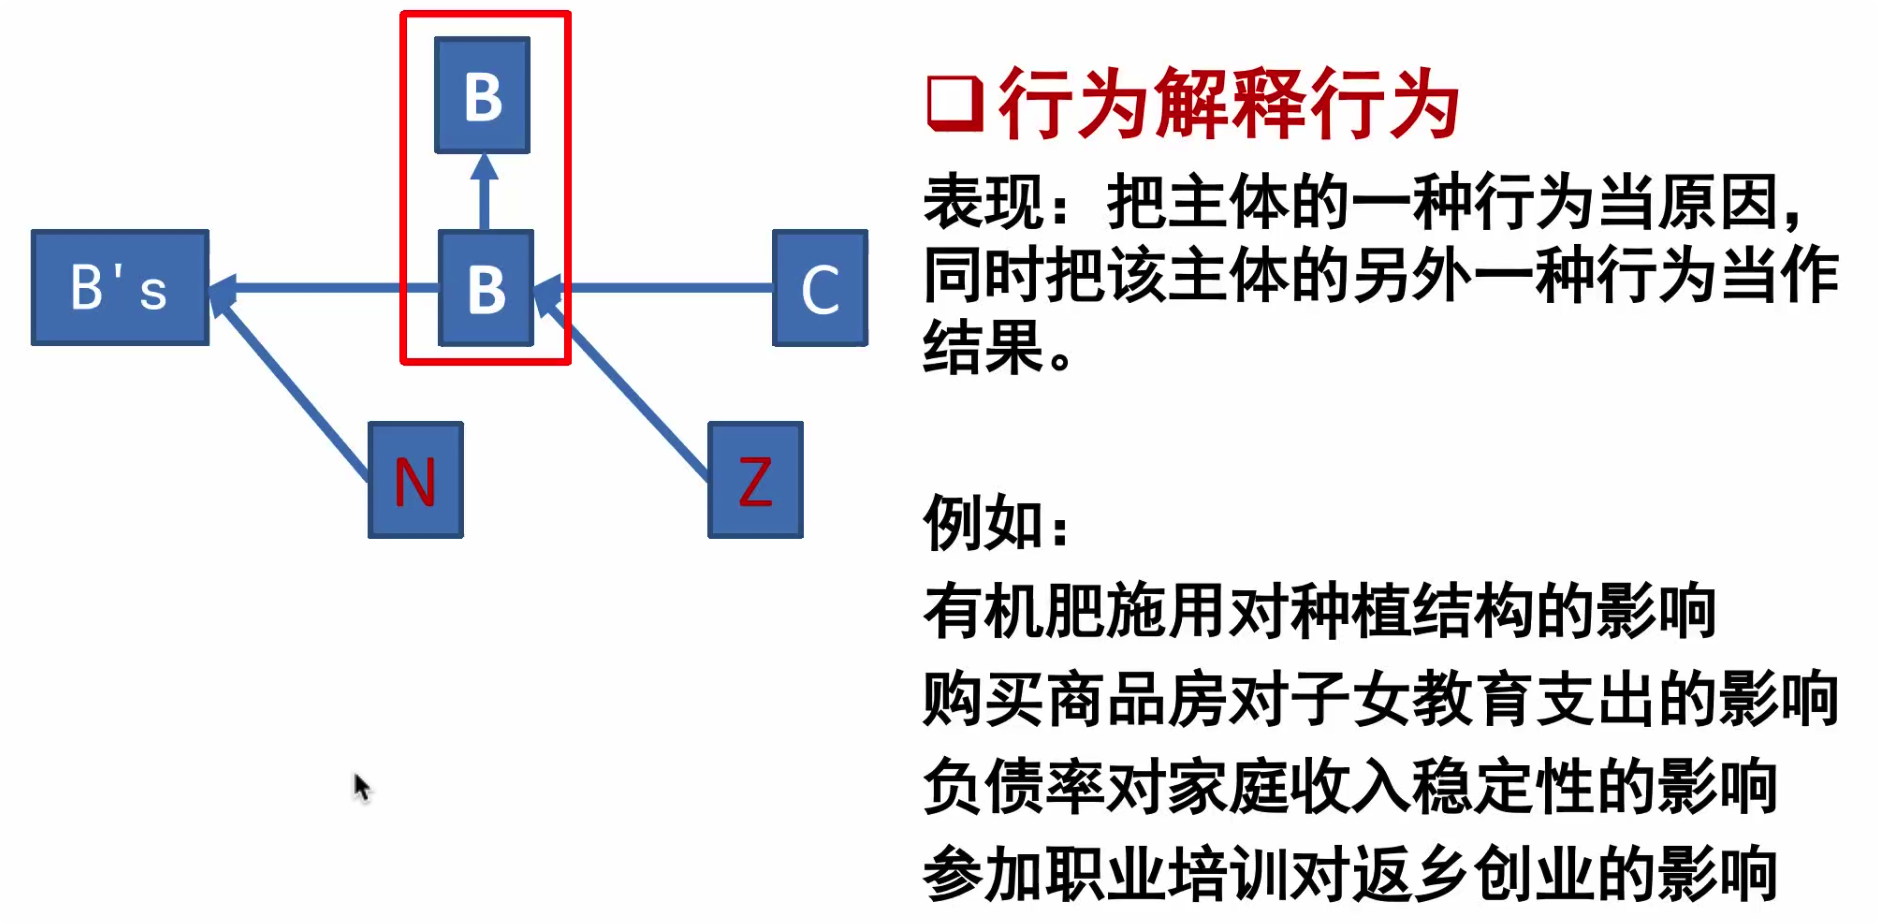 B
B's
B
C
N
Z
❑行为解释行为
表现：把主体的一种行为当原因，
同时把该主体的另外一种行为当作
结果。
例如：
有机肥施用对种植结构的影响
购买商品房对子女教育支出的影响
负债率对家庭收入稳定性的影响
参加职业培训对返乡创业的影响